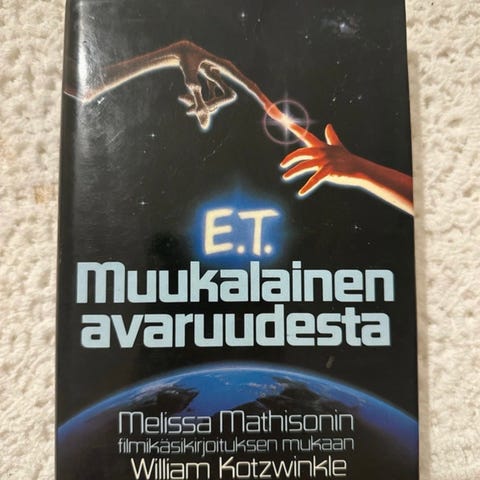 E.T.
Muukalainen
avaruudesta
Melissa Mathisonin
filmikäsikirjoituksen mukaan
William Kotzwinkle